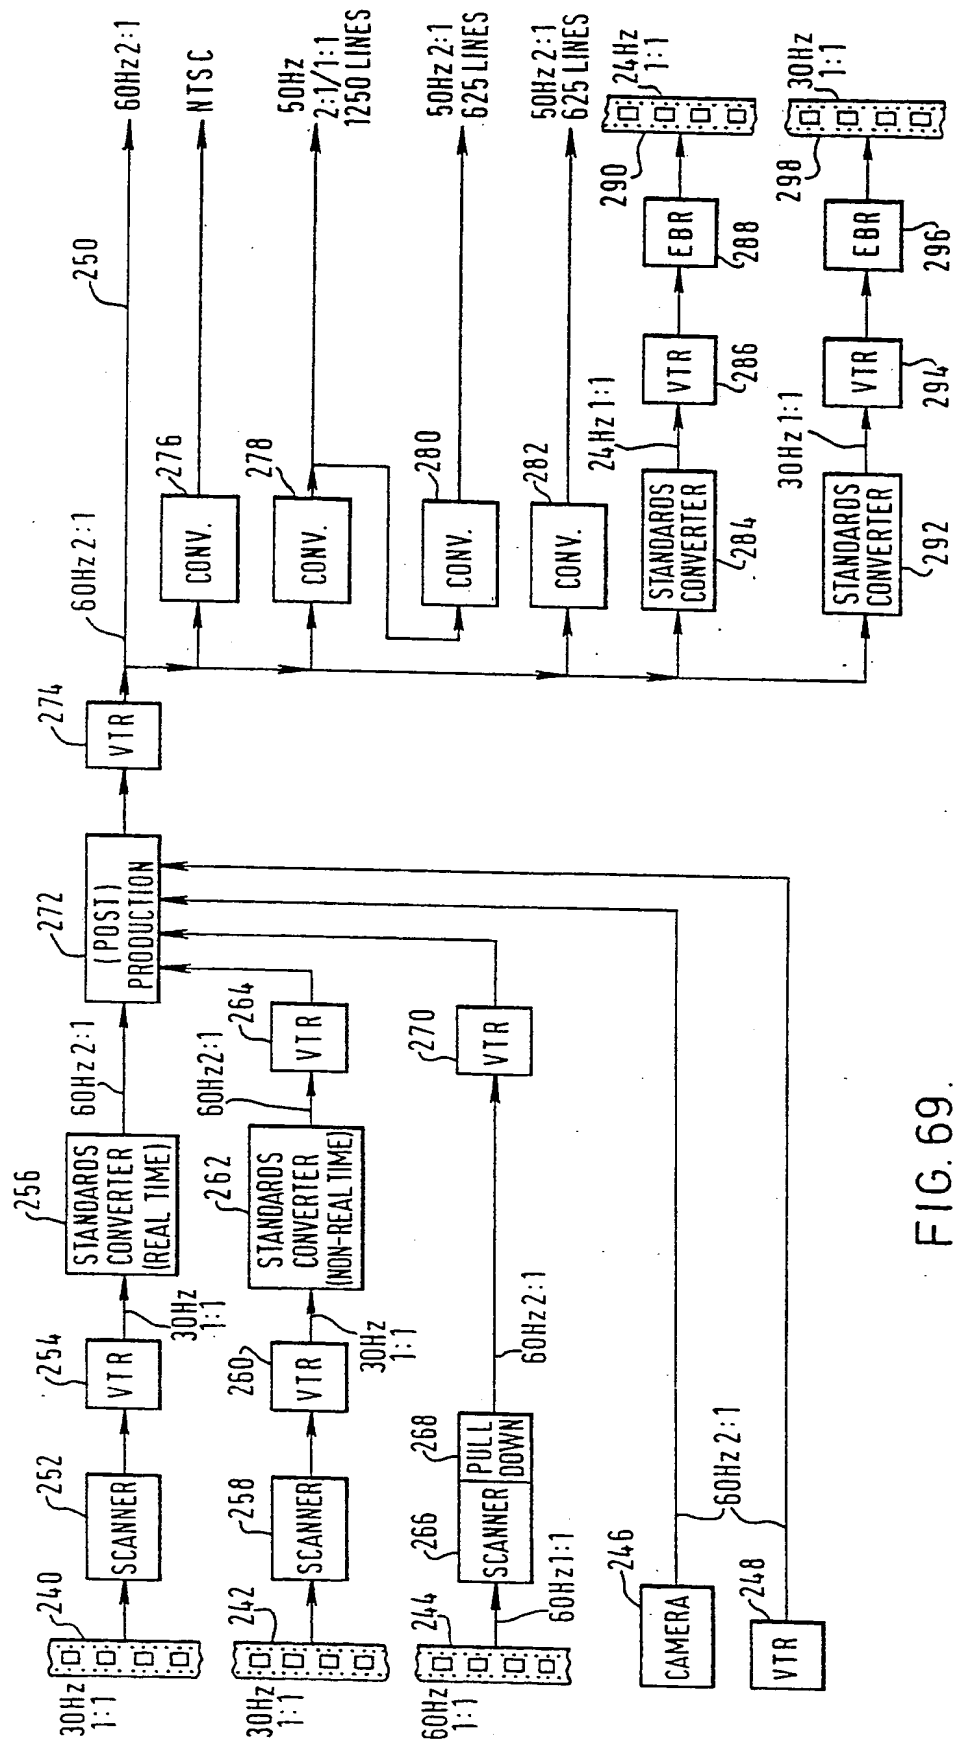 240
30Hz
1:1
252
SCANNER
254
VTR
30Hz
1:1
256
STANDARDS
CONVERTER
(REAL TIME)
60Hz 2:1
272
(POST)
PRODUCTION
274
VTR
60Hz 2:1
250
60Hz 2:1
242
30Hz
1:1
258
SCANNER
260
VTR
30Hz
1:1
262
STANDARDS
CONVERTER
(NON-REAL TIME)
60Hz 2:1
264
VTR
244
60Hz
1:1
60Hz 1:1
266
SCANNER
268
PULL
DOWN
60Hz 2:1
270
VTR
246
CAMERA
248
VTR
60Hz 2:1
276
CONV.
NTSC
278
CONV.
50Hz
2:1/1:1
1250 LINES
280
CONV.
50Hz 2:1
625 LINES
282
CONV.
50Hz 2:1
625 LINES
STANDARDS
CONVERTER
284
24Hz 1:1
VTR
286
EBR
288
290
24Hz
1:1
STANDARDS
CONVERTER
292
30Hz 1:1
VTR
294
EBR
296
298
30Hz
1:1
FIG. 69.